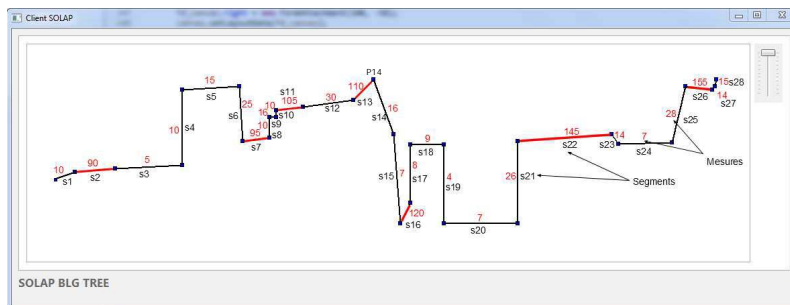 Client SOLAP
10
s1
90
s2
5
s3
10
s4
15
s5
25
s6
95
s7
10
s8
16
s9
10
s10
s11
105
30
s12
110
s13
P14
16
s14
7
s15
120
s16
8
s17
9
s18
4
s19
7
s20
26
s21
145
s22
14
s23
7
s24
28
s25
155
s26
14
s27
15
s28
Mesures
Segments
SOLAP BLG TREE